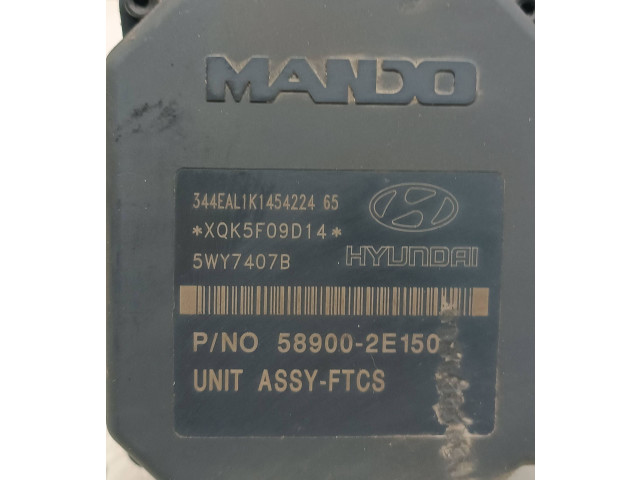 MANDO
344EAL1K1454224 65
*XQK5F09D14*
5WY7407B
HYUNDAI
P/NO 58900-2E150
UNIT ASSY-FTCS